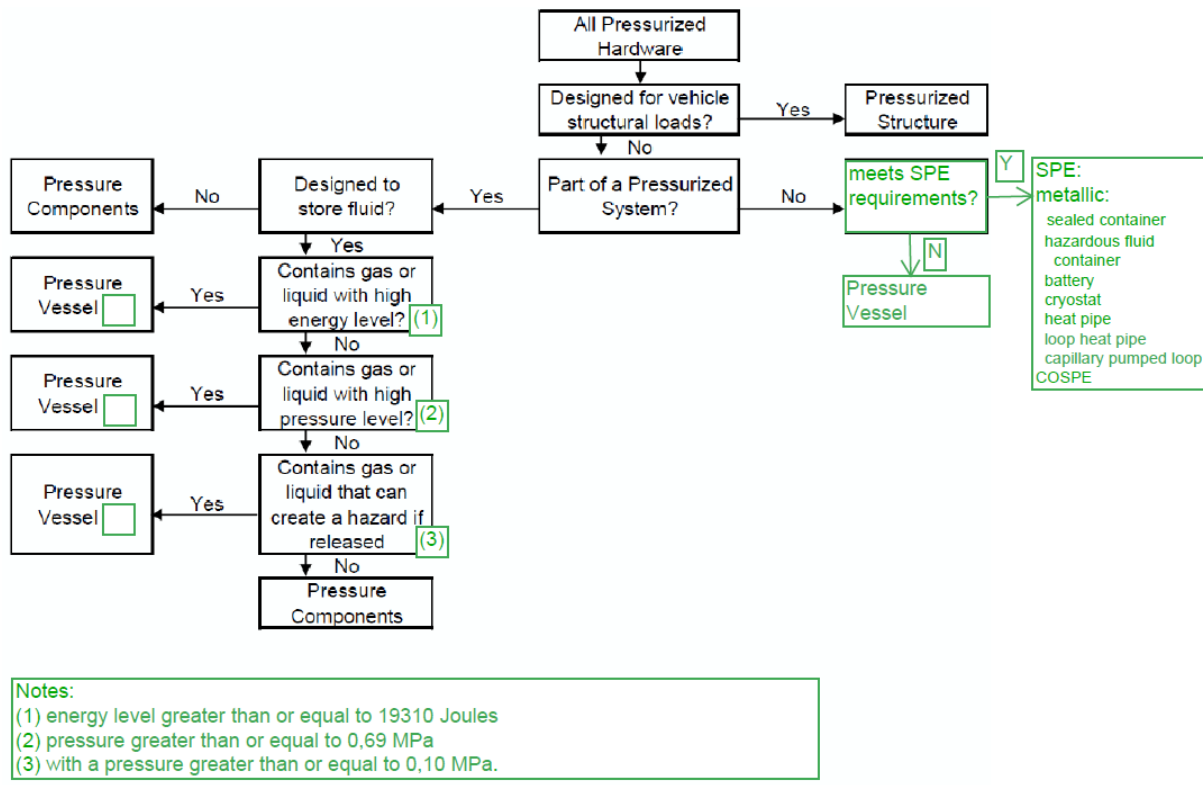 All Pressurized
Hardware
Designed for vehicle
structural loads?
Yes
Pressurized
Structure
No
Pressure
Components
No
Designed to
store fluid?
Yes
Part of a Pressurized
System?
No
meets SPE
requirements?
Y
SPE:
metallic:
sealed container
hazardous fluid
container
battery
cryostat
heat pipe
loop heat pipe
capillary pumped loop
COSPE
N
Pressure
Vessel
Yes
Pressure
Vessel
Yes
Contains gas or
liquid with high
energy level?
(1)
No
Pressure
Vessel
Yes
Contains gas or
liquid with high
pressure level?
(2)
No
Pressure
Vessel
Yes
Contains gas or
liquid that can
create a hazard if
released
(3)
No
Pressure
Components
Notes:
(1) energy level greater than or equal to 19310 Joules
(2) pressure greater than or equal to 0,69 MPa
(3) with a pressure greater than or equal to 0,10 MPa.